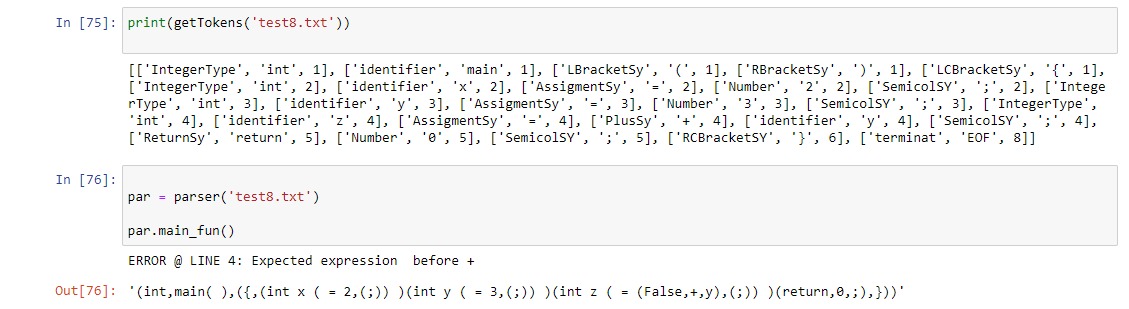 In [75]: print(getTokens('test8.txt'))
[['IntegerType', 'int', 1], ['identifier', 'main', 1], ['LBracketSy', '(', 1], ['RBracketSy', ')', 1], ['LCBracketSy', '{', 1],
['IntegerType', 'int', 2], ['identifier', 'x', 2], ['AssigmentSy', '=', 2], ['Number', '2', 2], ['SemicolSY', ';', 2], ['Intege
rType', 'int', 3], ['identifier', 'y', 3], ['AssigmentSy', '=', 3], ['Number', '3', 3], ['SemicolSY', ';', 3], ['IntegerType',
'int', 4], ['identifier', 'z', 4], ['AssigmentSy', '=', 4], ['PlusSy', '+', 4], ['identifier', 'y', 4], ['SemicolSY', ';', 4],
['ReturnSy', 'return', 5], ['Number', '0', 5], ['SemicolSY', ';', 5], ['RCBracketSY', '}', 6], ['terminat', 'EOF', 8]]
In [76]:
par = parser('test8.txt')
par.main_fun()
ERROR @ LINE 4: Expected expression  before +
Out[76]: '(int,main( ),({,(int x ( = 2,(;)) )(int y ( = 3,(;)) )(int z ( = (False,+,y),(;)) )(return,0,;),}))'